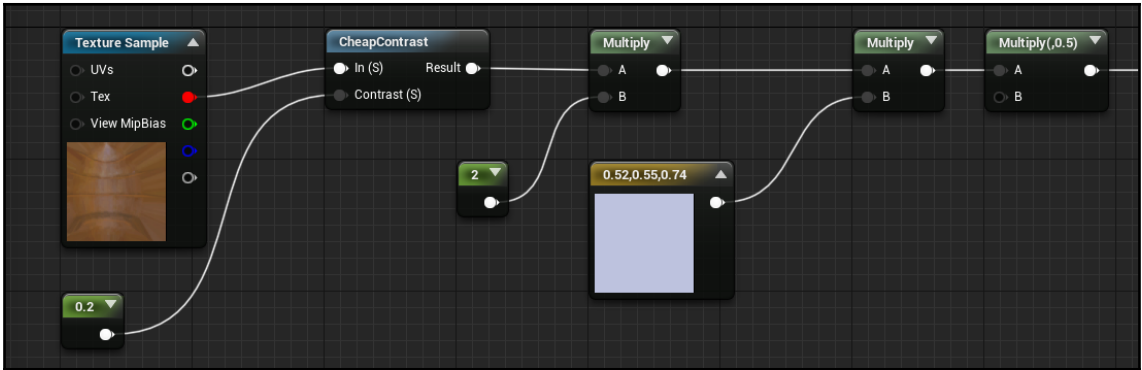 Texture Sample
UVs
Tex
View MipBias
CheapContrast
In (S) Result
Contrast (S)
Multiply
A
B
Multiply
A
B
Multiply(,0.5)
A
B
2
0.52,0.55,0.74
0.2